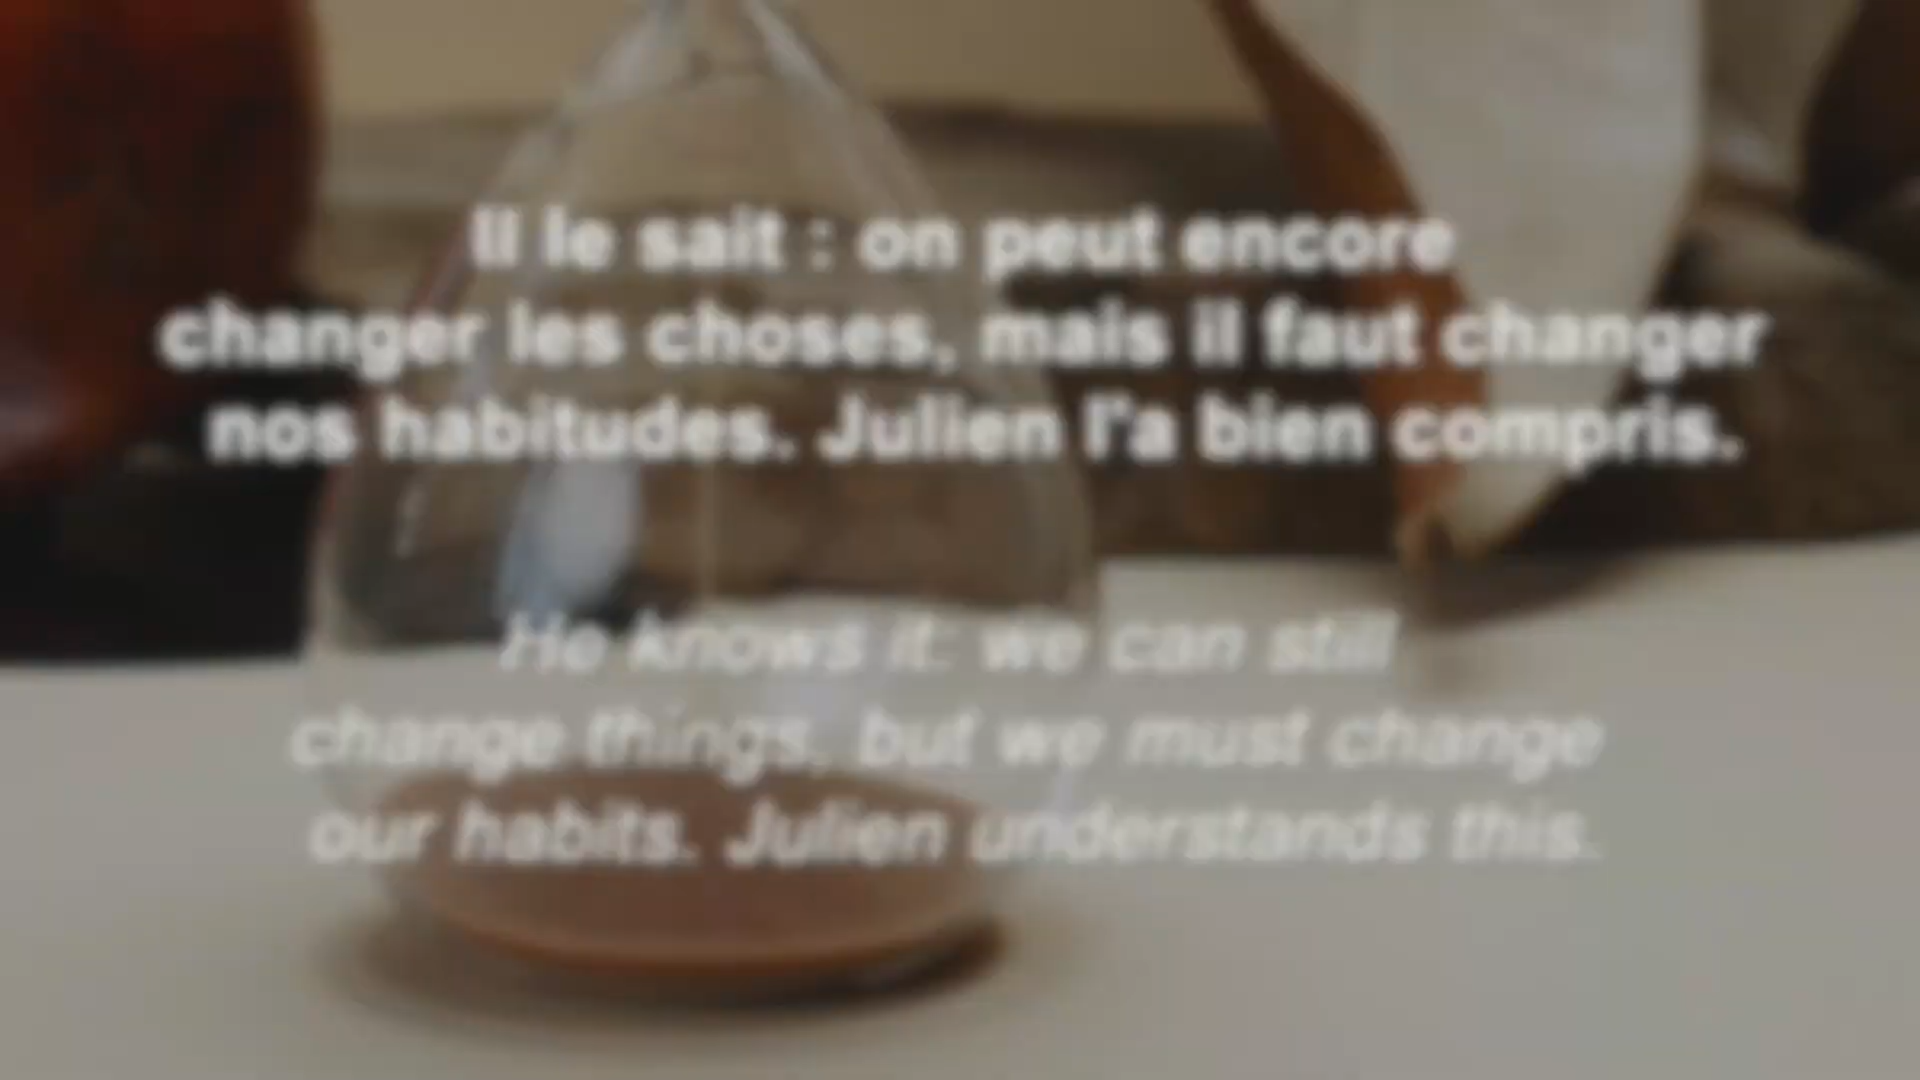 Il le sait : on peut encore
changer les choses, mais il faut changer
nos habitudes. Julien l'a bien compris.
He knows it: we can still
change things, but we must change
our habits. Julien understands this.